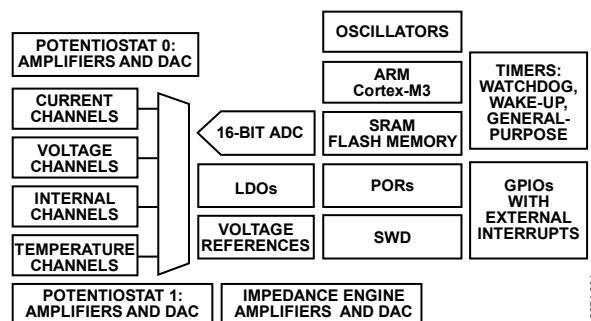 POTENTIOSTAT 0:
AMPLIFIERS AND DAC
CURRENT
CHANNELS
VOLTAGE
CHANNELS
INTERNAL
CHANNELS
TEMPERATURE
CHANNELS
POTENTIOSTAT 1:
AMPLIFIERS AND DAC
16-BIT ADC
LDOs
VOLTAGE
REFERENCES
IMPEDANCE ENGINE
AMPLIFIERS AND DAC
OSCILLATORS
ARM
Cortex-M3
SRAM
FLASH MEMORY
PORs
SWD
TIMERS:
WATCHDOG,
WAKE-UP,
GENERAL-
PURPOSE
GPIOs
WITH
EXTERNAL
INTERRUPTS